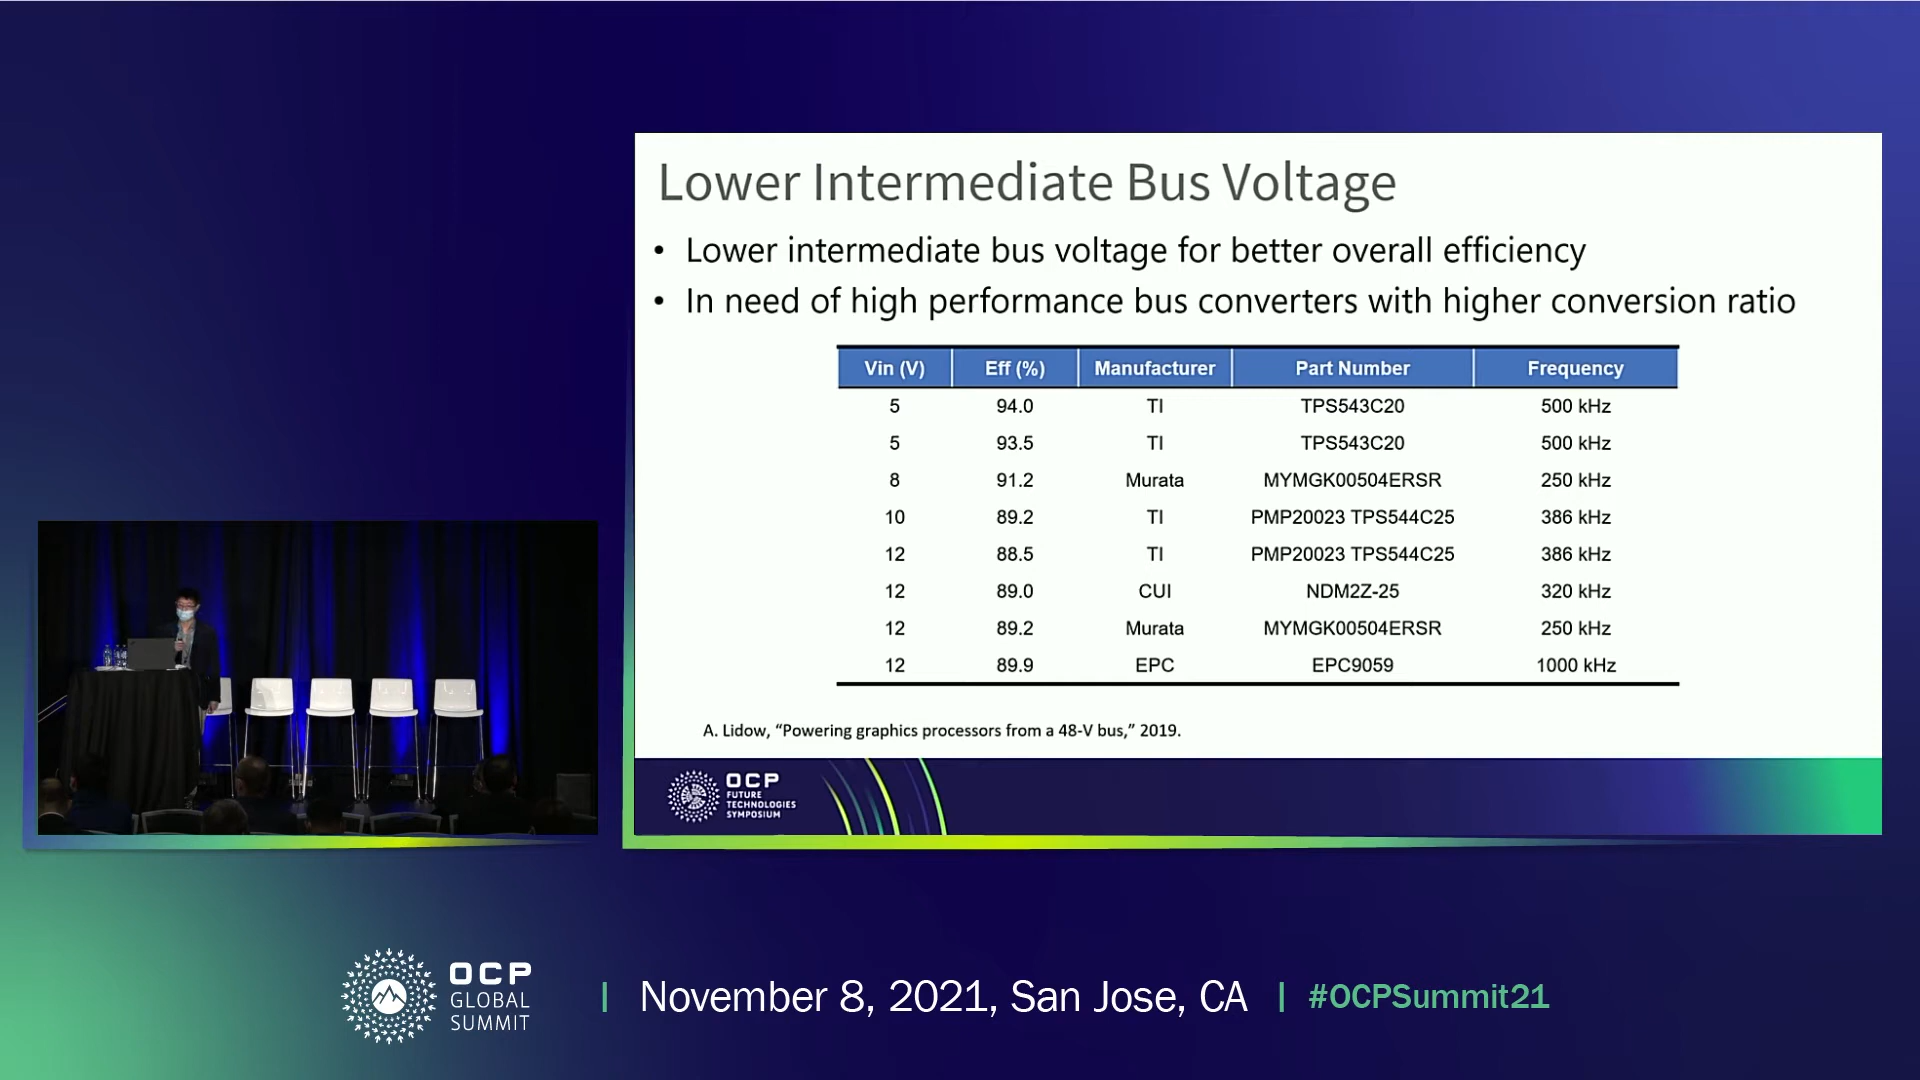 Lower Intermediate Bus Voltage
• Lower intermediate bus voltage for better overall efficiency
• In need of high performance bus converters with higher conversion ratio
Vin (V) Eff (%) Manufacturer Part Number Frequency
5 94.0 TI TPS543C20 500 kHz
5 93.5 TI TPS543C20 500 kHz
8 91.2 Murata MYMGK00504ERSR 250 kHz
10 89.2 TI PMP20023 TPS544C25 386 kHz
12 88.5 TI PMP20023 TPS544C25 386 kHz
12 89.0 CUI NDM2Z-25 320 kHz
12 89.2 Murata MYMGK00504ERSR 250 kHz
12 89.9 EPC EPC9059 1000 kHz
A. Lidow, “Powering graphics processors from a 48-V bus,” 2019.
OCP
FUTURE
TECHNOLOGIES
SYMPOSIUM
OCP
GLOBAL
SUMMIT
| November 8, 2021, San Jose, CA | #OCPSummit21